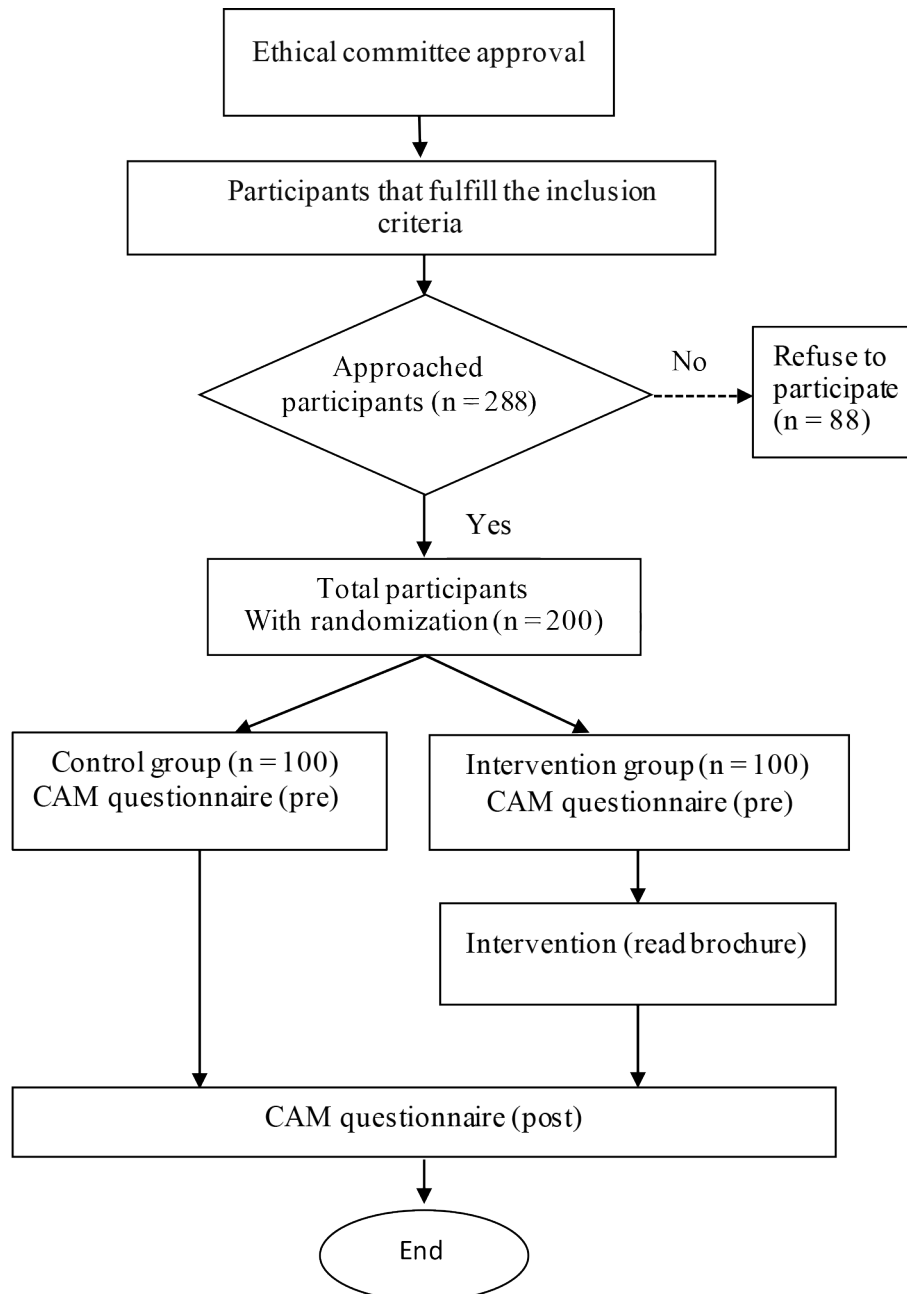 Ethical committee approval
Participants that fulfill the inclusion
criteria
Approached
participants (n = 288)
No
Refuse to
participate
(n = 88)
Yes
Total participants
With randomization (n = 200)
Control group (n = 100)
CAM questionnaire (pre)
Intervention group (n = 100)
CAM questionnaire (pre)
Intervention (read brochure)
CAM questionnaire (post)
End